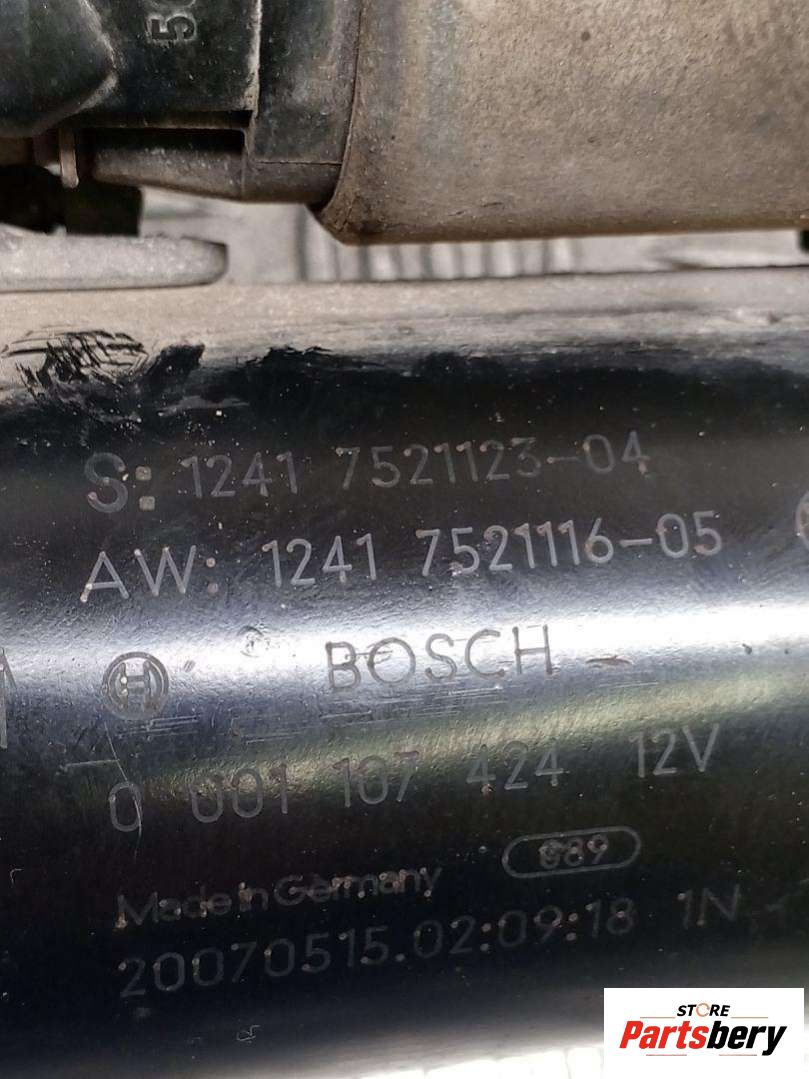 S: 1241 7521123-04
AW: 1241 7521116-05
BOSCH
0 001 107 424 12V
889
Made in Germany
20070515.02:09:18 1N
STORE
Partsbery